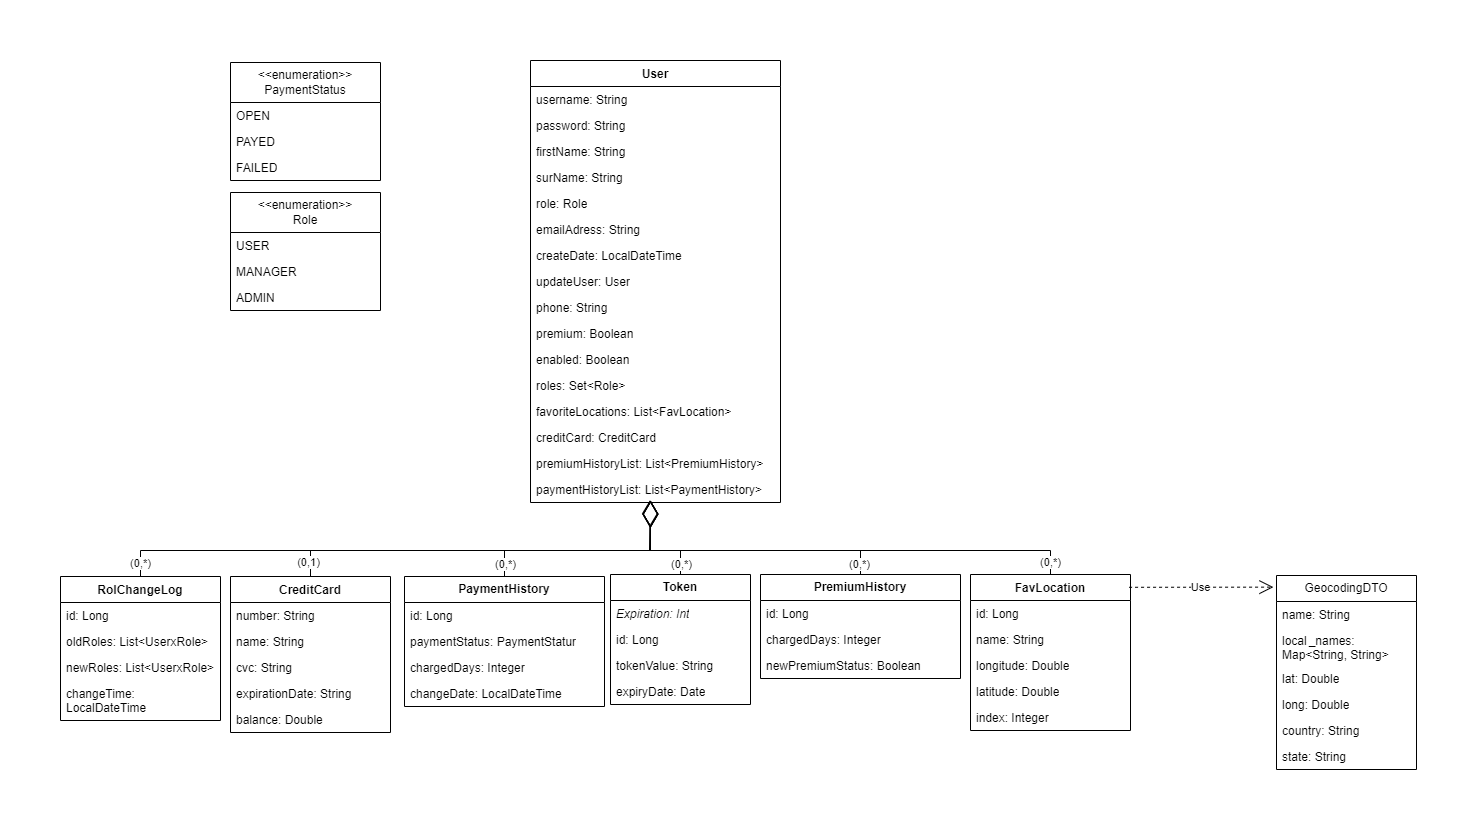 <<enumeration>>
PaymentStatus
OPEN
PAYED
FAILED
<<enumeration>>
Role
USER
MANAGER
ADMIN
User
username: String
password: String
firstName: String
surName: String
role: Role
emailAdress: String
createDate: LocalDateTime
updateUser: User
phone: String
premium: Boolean
enabled: Boolean
roles: Set<Role>
favoriteLocations: List<FavLocation>
creditCard: CreditCard
premiumHistoryList: List<PremiumHistory>
paymentHistoryList: List<PaymentHistory>
(0,*)
(0,1)
(0,*)
(0,*)
(0,*)
(0,*)
RolChangeLog
id: Long
oldRoles: List<UserxRole>
newRoles: List<UserxRole>
changeTime:
LocalDateTime
CreditCard
number: String
name: String
cvc: String
expirationDate: String
balance: Double
PaymentHistory
id: Long
paymentStatus: PaymentStatur
chargedDays: Integer
changeDate: LocalDateTime
Token
Expiration: Int
id: Long
tokenValue: String
expiryDate: Date
PremiumHistory
id: Long
chargedDays: Integer
newPremiumStatus: Boolean
FavLocation
id: Long
name: String
longitude: Double
latitude: Double
index: Integer
Use
GeocodingDTO
name: String
local_names:
Map<String, String>
lat: Double
long: Double
country: String
state: String